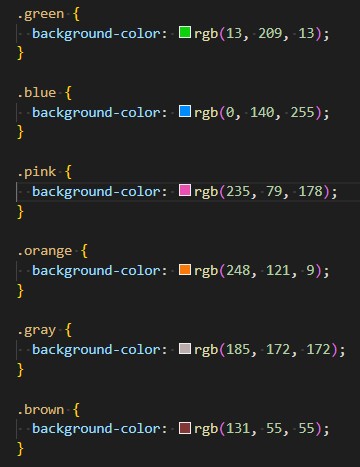 .green {
  background-color: rgb(13, 209, 13);
}
.blue {
  background-color: rgb(0, 140, 255);
}
.pink {
  background-color: rgb(235, 79, 178);
}
.orange {
  background-color: rgb(248, 121, 9);
}
.gray {
  background-color: rgb(185, 172, 172);
}
.brown {
  background-color: rgb(131, 55, 55);
}